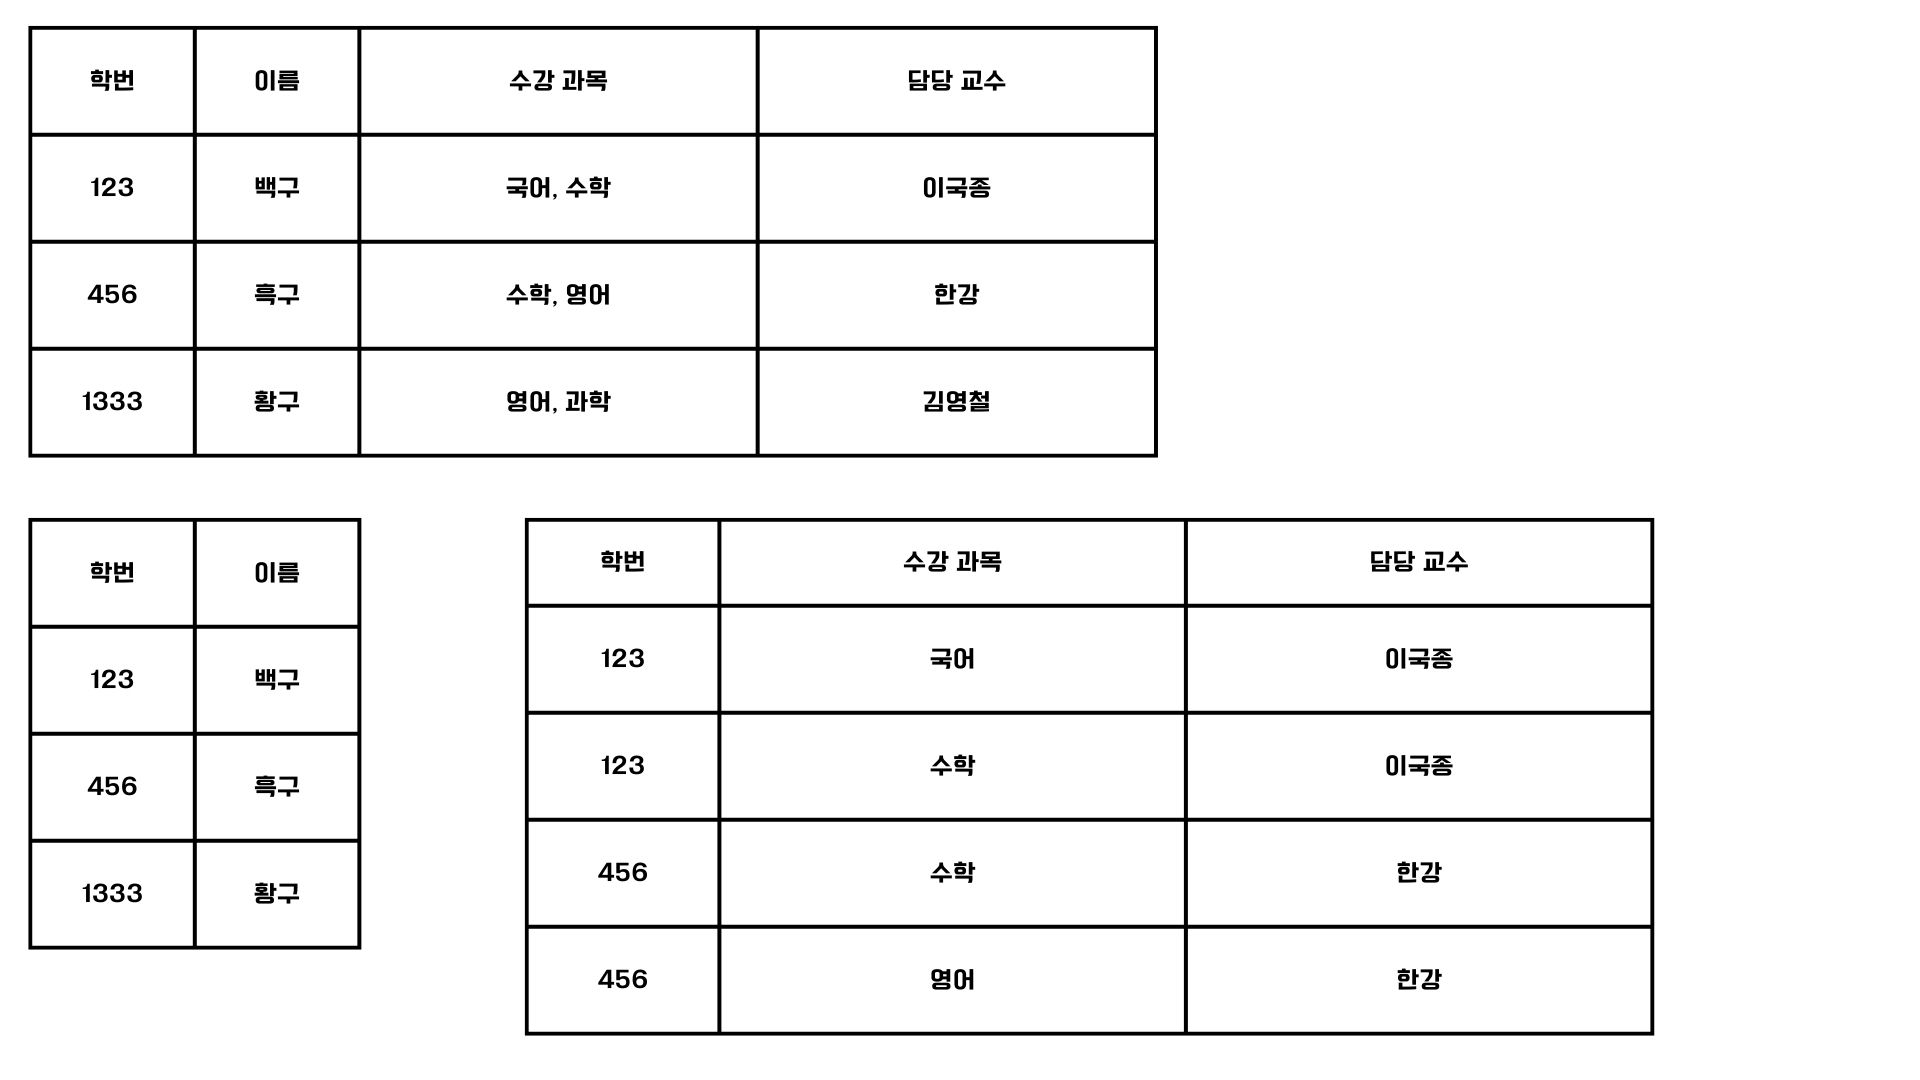 학번 이름 수강 과목 담당 교수
123 백구 국어, 수학 이국종
456 흑구 수학, 영어 한강
1333 황구 영어, 과학 김영철
학번 이름
123 백구
456 흑구
1333 황구
학번 수강 과목 담당 교수
123 국어 이국종
123 수학 이국종
456 수학 한강
456 영어 한강